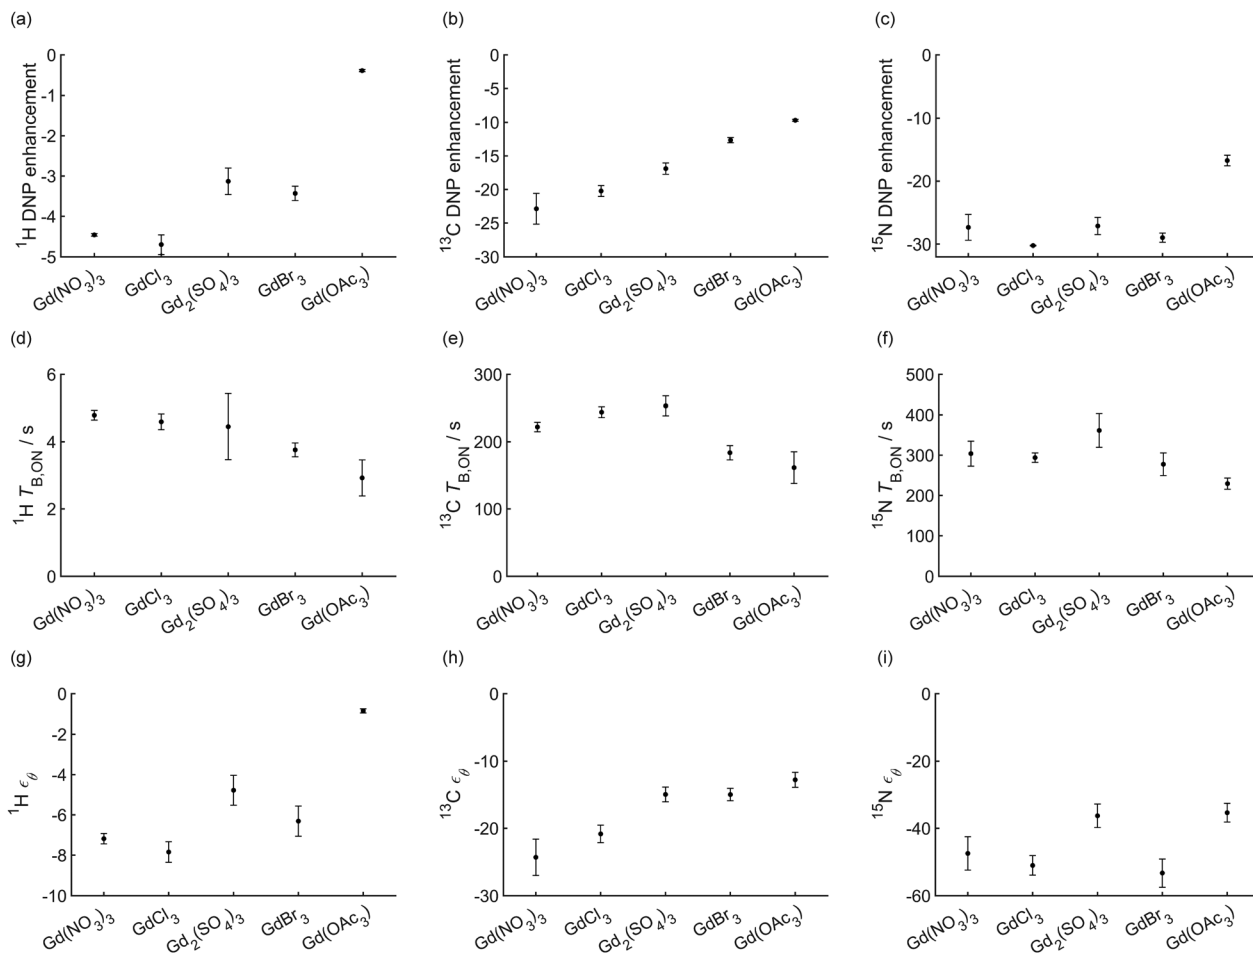 (a)
(b)
(c)
¹H DNP enhancement
0
-1
-2
-3
-4
-5
Gd(NO₃)₃
GdCl₃
Gd₂(SO₄)₃
GdBr₃
Gd(OAc₃)
¹³C DNP enhancement
0
-5
-10
-15
-20
-25
-30
Gd(NO₃)₃
GdCl₃
Gd₂(SO₄)₃
GdBr₃
Gd(OAc₃)
¹⁵N DNP enhancement
0
-10
-20
-30
Gd(NO₃)₃
GdCl₃
Gd₂(SO₄)₃
GdBr₃
Gd(OAc₃)
(d)
(e)
(f)
¹H T_B,ON / s
6
4
2
0
Gd(NO₃)₃
GdCl₃
Gd₂(SO₄)₃
GdBr₃
Gd(OAc₃)
¹³C T_B,ON / s
300
200
100
0
Gd(NO₃)₃
GdCl₃
Gd₂(SO₄)₃
GdBr₃
Gd(OAc₃)
¹⁵N T_B,ON / s
500
400
300
200
100
0
Gd(NO₃)₃
GdCl₃
Gd₂(SO₄)₃
GdBr₃
Gd(OAc₃)
(g)
(h)
(i)
¹H ϵ_θ
0
-2
-4
-6
-8
-10
Gd(NO₃)₃
GdCl₃
Gd₂(SO₄)₃
GdBr₃
Gd(OAc₃)
¹³C ϵ_θ
0
-10
-20
-30
Gd(NO₃)₃
GdCl₃
Gd₂(SO₄)₃
GdBr₃
Gd(OAc₃)
¹⁵N ϵ_θ
0
-20
-40
-60
Gd(NO₃)₃
GdCl₃
Gd₂(SO₄)₃
GdBr₃
Gd(OAc₃)